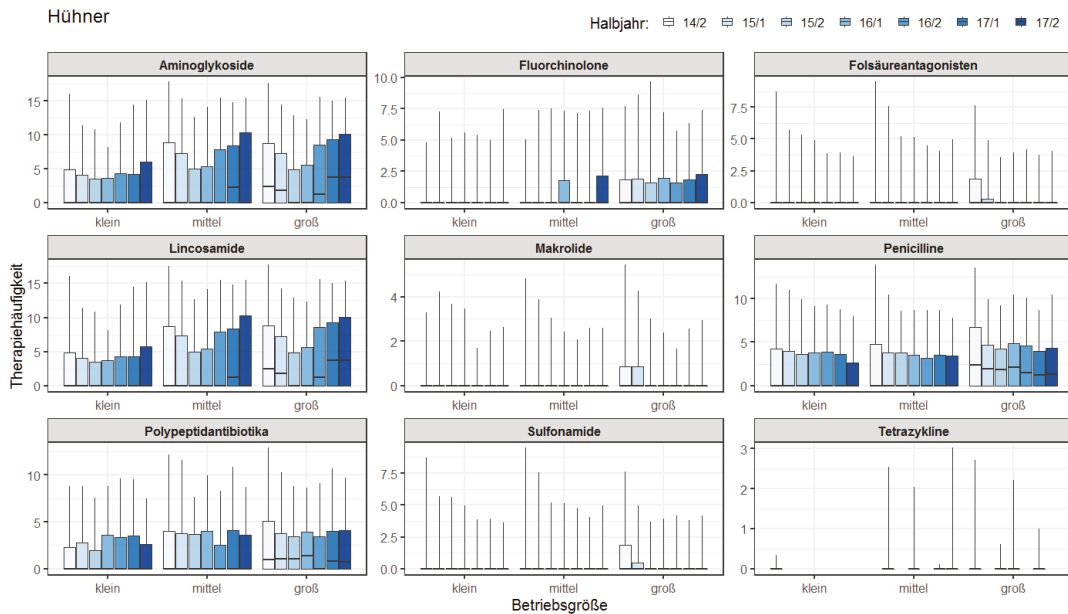 Hühner
Halbjahr: 14/2 15/1 15/2 16/1 16/2 17/1 17/2
Aminoglykoside Fluorchinolone Folsäureantagonisten
15
10
5
0
klein mittel groß
10.0
7.5
5.0
2.5
0.0
klein mittel groß
7.5
5.0
2.5
0.0
klein mittel groß
Therapiehäufigkeit
Lincosamide Makrolide Penicilline
15
10
5
0
klein mittel groß
4
2
0
klein mittel groß
10
5
0
klein mittel groß
Polypeptidantibiotika Sulfonamide Tetrazykline
10
5
0
klein mittel groß
7.5
5.0
2.5
0.0
klein mittel groß
3
2
1
0
klein mittel groß
Betriebsgröße